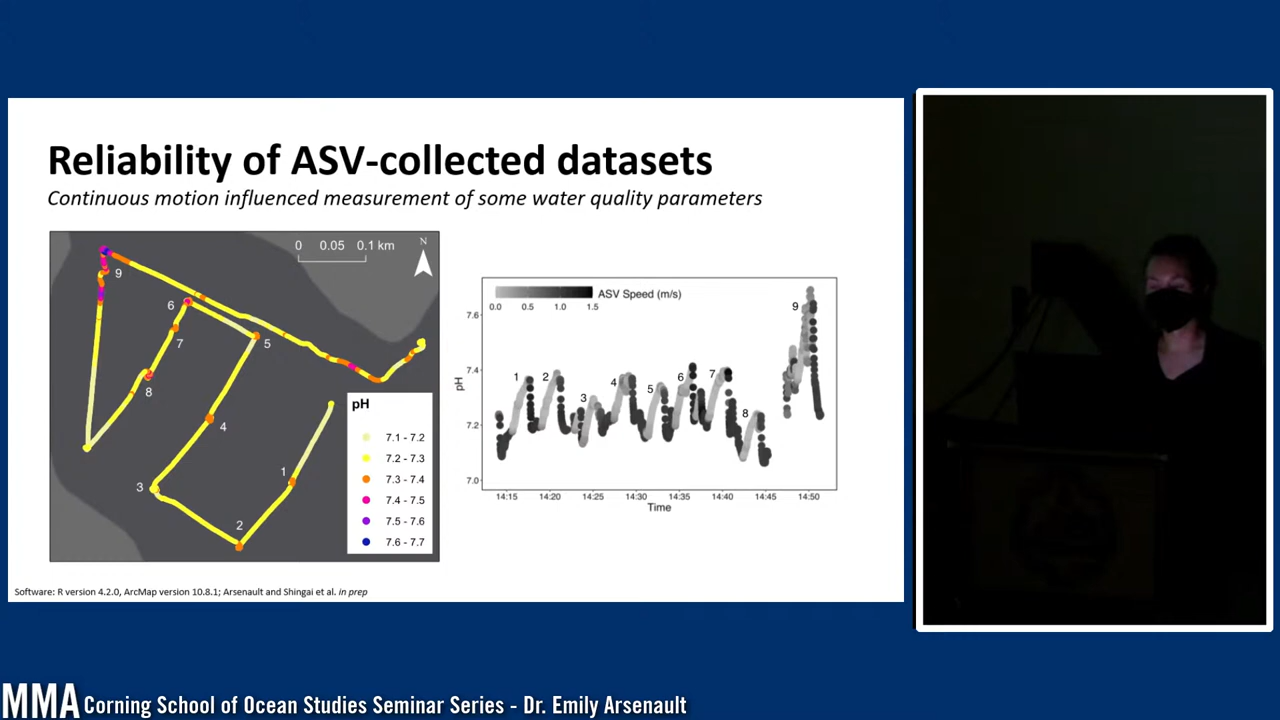 Reliability of ASV-collected datasets
Continuous motion influenced measurement of some water quality parameters
0 0.05 0.1 km
N
9
6
7
5
8
4
3
1
2
pH
7.1 - 7.2
7.2 - 7.3
7.3 - 7.4
7.4 - 7.5
7.5 - 7.6
7.6 - 7.7
ASV Speed (m/s)
0.0 0.5 1.0 1.5
pH
7.6
7.4
7.2
7.0
1 2 3 4 5 6 7 8 9
14:15 14:20 14:25 14:30 14:35 14:40 14:45 14:50
Time
Software: R version 4.2.0, ArcMap version 10.8.1; Arsenault and Shingai et al. in prep
MMA Corning School of Ocean Studies Seminar Series - Dr. Emily Arsenault